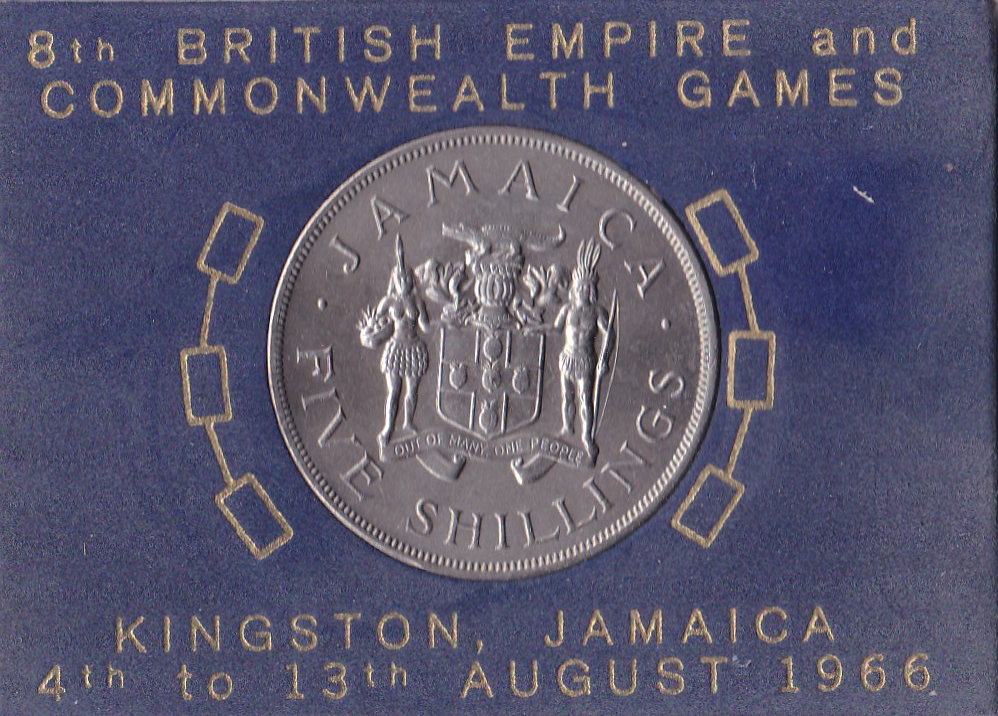 8th BRITISH EMPIRE and
COMMONWEALTH GAMES
· JAMAICA ·
OUT OF MANY, ONE PEOPLE
FIVE SHILLINGS
KINGSTON, JAMAICA
4th to 13th AUGUST 1966